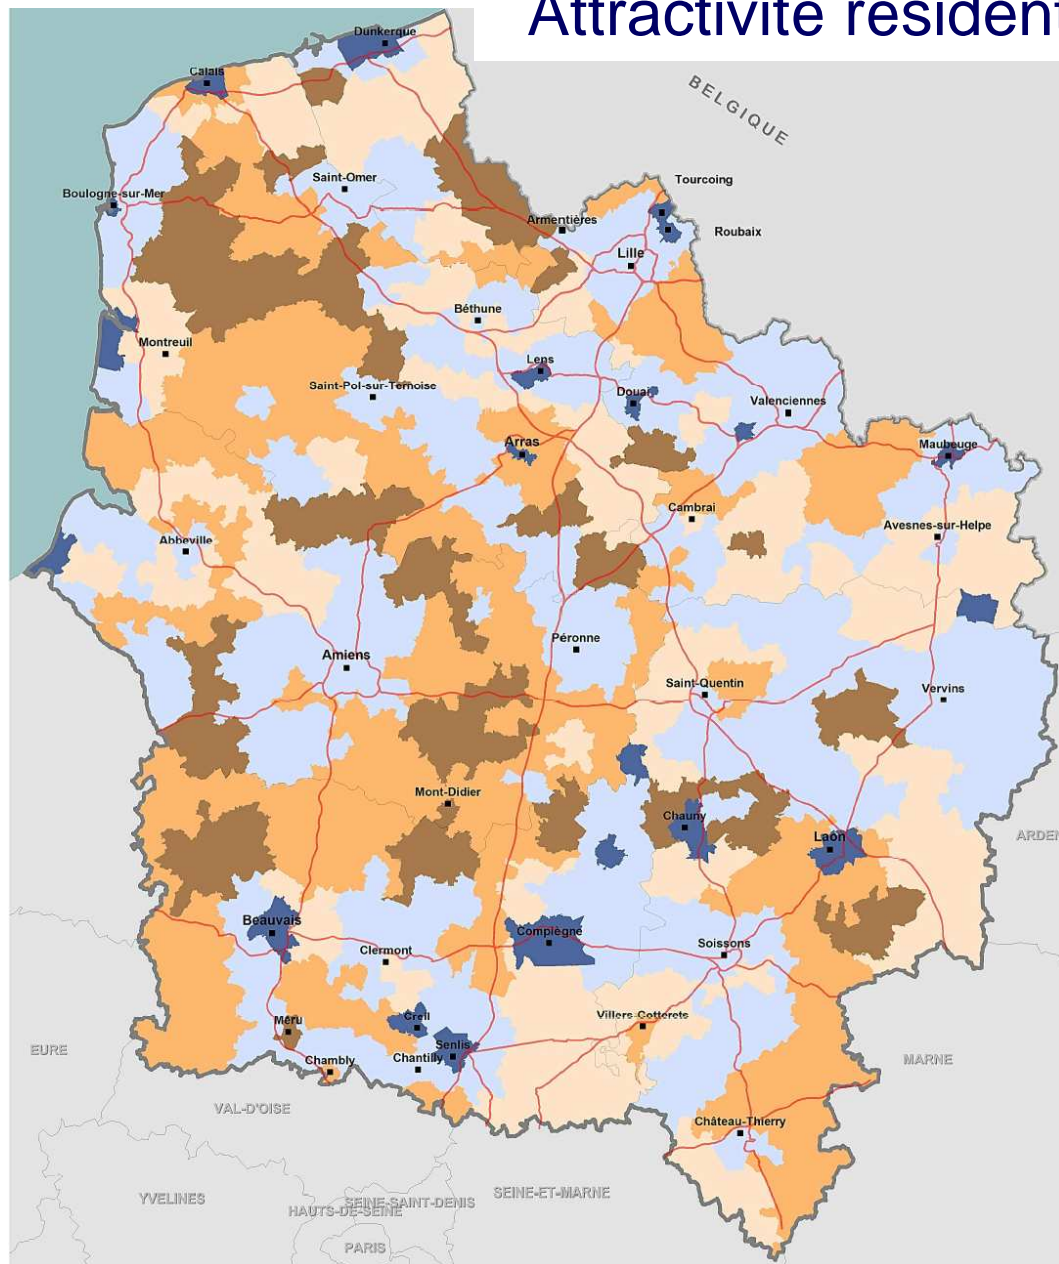 Attractivité resident
Dunkerque
Calais
BELGIQUE
Saint-Omer
Tourcoing
Boulogne-sur-Mer
Armentières
Roubaix
Lille
Béthune
Montreuil
Lens
Saint-Pol-sur-Ternoise
Douai
Valenciennes
Arras
Maubeuge
Cambrai
Avesnes-sur-Helpe
Abbeville
Péronne
Amiens
Saint-Quentin
Vervins
Mont-Didier
Chauny
Laon
ARDEN
Beauvais
Compiègne
Clermont
Soissons
Creil
Villers-Cotterets
Méru
Senlis
EURE
Chambly
Chantilly
MARNE
VAL-D'OISE
Château-Thierry
YVELINES
SEINE-SAINT-DENIS
SEINE-ET-MARNE
HAUTS-DE-SEINE
PARIS